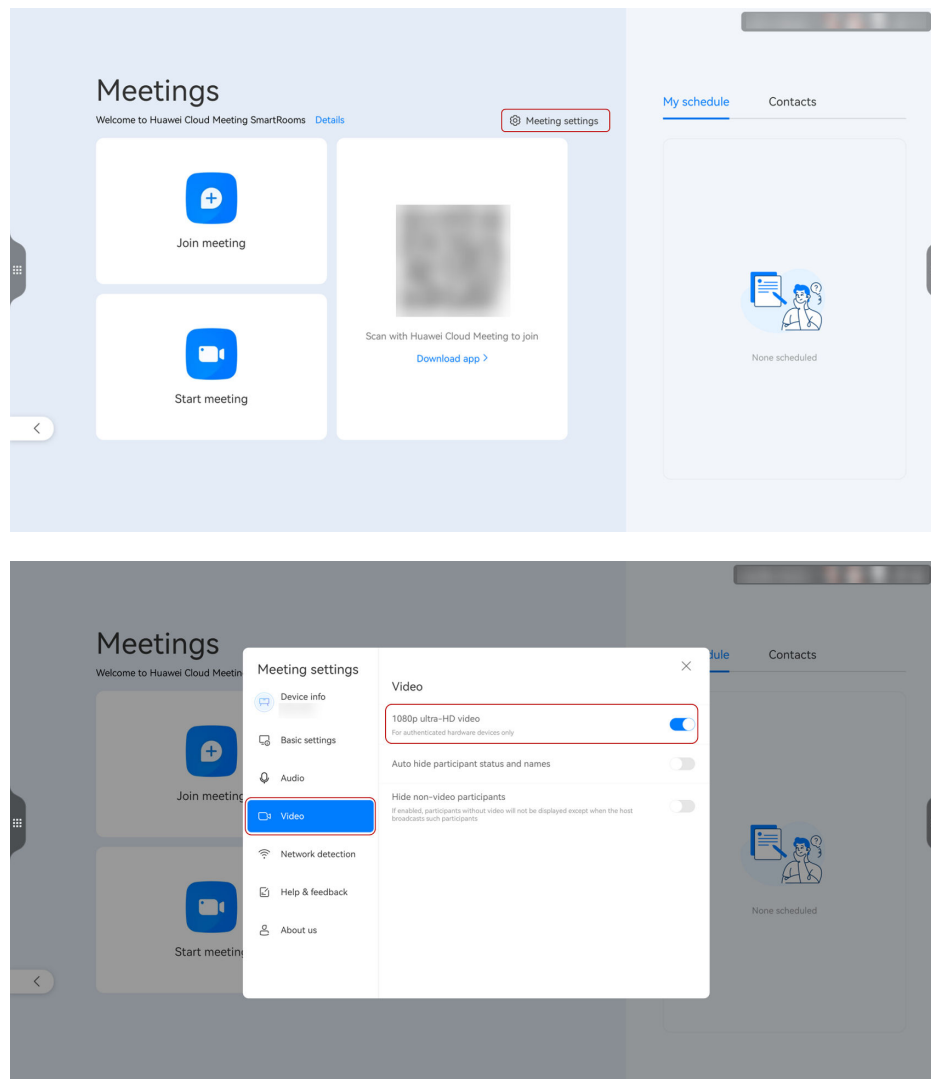 Meetings
Welcome to Huawei Cloud Meeting SmartRooms Details
Meeting settings
My schedule
Contacts
Join meeting
Start meeting
Scan with Huawei Cloud Meeting to join
Download app >
None scheduled
Meetings
Welcome to Huawei Cloud Meetin
dule
Contacts
Join meeting
Start meeting
None scheduled
Meeting settings
Device info
Basic settings
Audio
Video
Network detection
Help & feedback
About us
Video
1080p ultra-HD video
For authenticated hardware devices only
Auto hide participant status and names
Hide non-video participants
If enabled, participants without video will not be displayed except when the host
broadcasts such participants